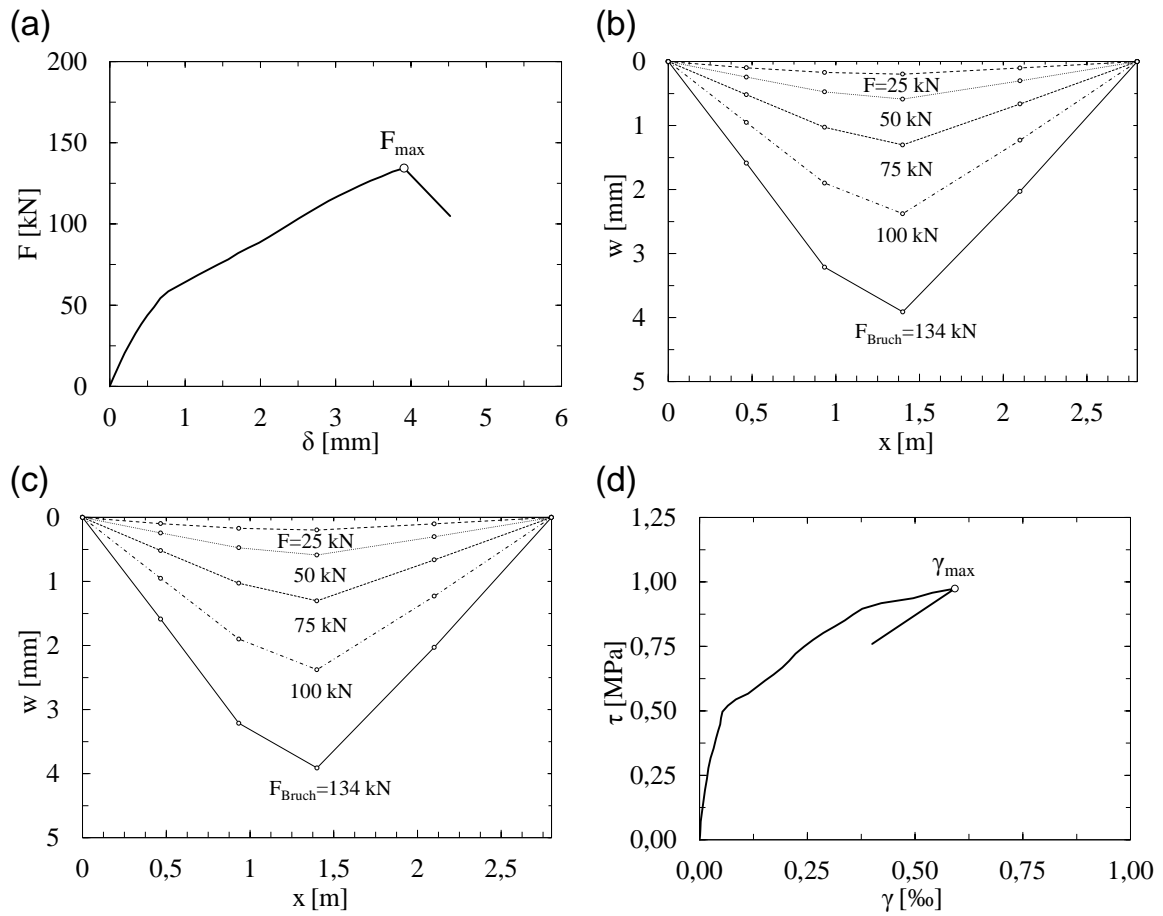 (a)
200
150
100
50
0
F [kN]
F_max
0 1 2 3 4 5 6
δ [mm]
(b)
0
1
2
3
4
5
w [mm]
F=25 kN
50 kN
75 kN
100 kN
F_Bruch=134 kN
0 0,5 1 1,5 2 2,5
x [m]
(c)
0
1
2
3
4
5
w [mm]
F=25 kN
50 kN
75 kN
100 kN
F_Bruch=134 kN
0 0,5 1 1,5 2 2,5
x [m]
(d)
1,25
1,00
0,75
0,50
0,25
0,00
τ [MPa]
γ_max
0,00 0,25 0,50 0,75 1,00
γ [‰]